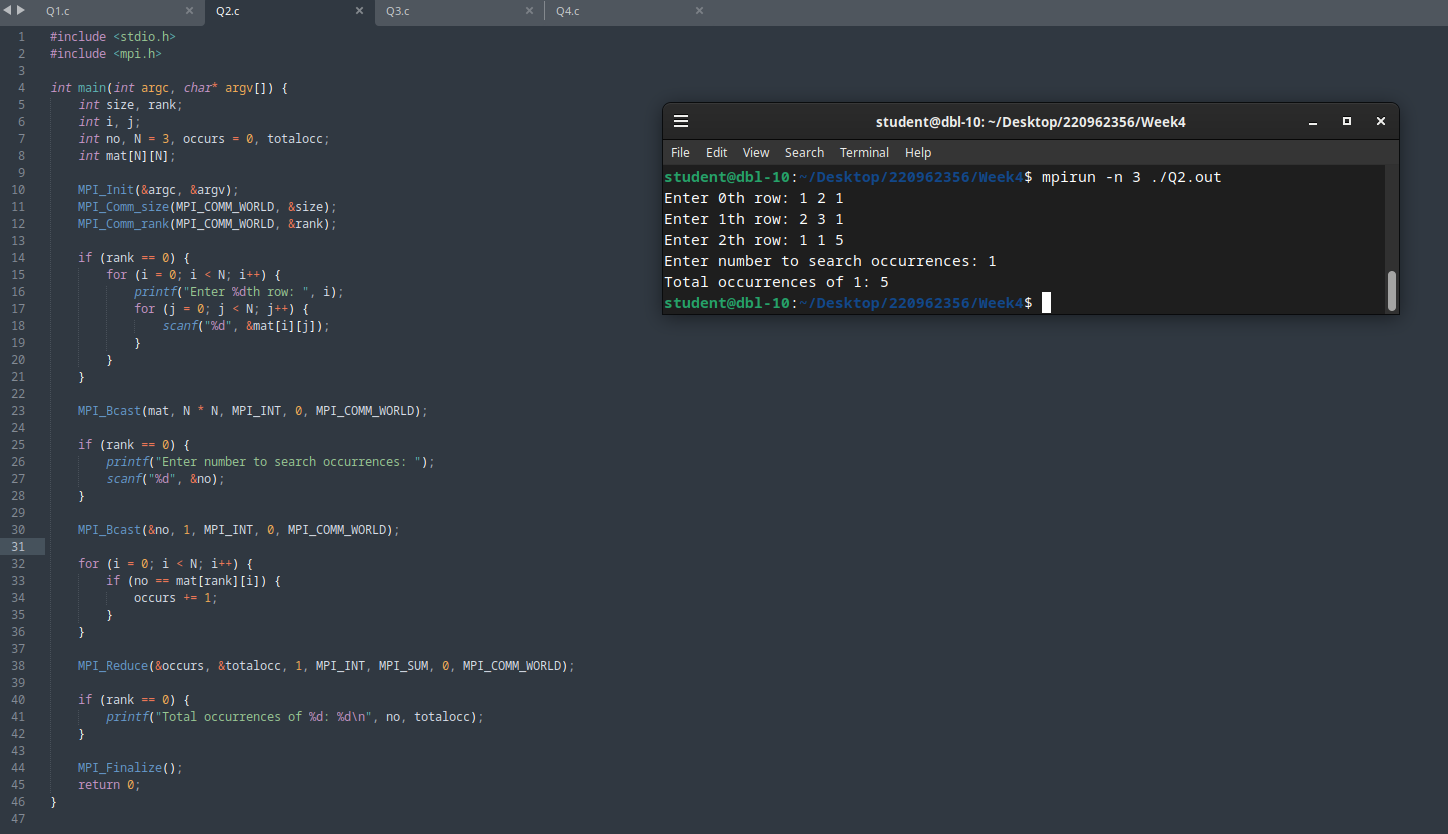 Q1.c × Q2.c × Q3.c × Q4.c ×
1 #include <stdio.h>
2 #include <mpi.h>
3
4 int main(int argc, char* argv[]) {
5     int size, rank;
6     int i, j;
7     int no, N = 3, occurs = 0, totalocc;
8     int mat[N][N];
9
10     MPI_Init(&argc, &argv);
11     MPI_Comm_size(MPI_COMM_WORLD, &size);
12     MPI_Comm_rank(MPI_COMM_WORLD, &rank);
13
14     if (rank == 0) {
15         for (i = 0; i < N; i++) {
16             printf("Enter %dth row: ", i);
17             for (j = 0; j < N; j++) {
18                 scanf("%d", &mat[i][j]);
19             }
20         }
21     }
22
23     MPI_Bcast(mat, N * N, MPI_INT, 0, MPI_COMM_WORLD);
24
25     if (rank == 0) {
26         printf("Enter number to search occurrences: ");
27         scanf("%d", &no);
28     }
29
30     MPI_Bcast(&no, 1, MPI_INT, 0, MPI_COMM_WORLD);
31
32     for (i = 0; i < N; i++) {
33         if (no == mat[rank][i]) {
34             occurs += 1;
35         }
36     }
37
38     MPI_Reduce(&occurs, &totalocc, 1, MPI_INT, MPI_SUM, 0, MPI_COMM_WORLD);
39
40     if (rank == 0) {
41         printf("Total occurrences of %d: %d\n", no, totalocc);
42     }
43
44     MPI_Finalize();
45     return 0;
46 }
47
student@dbl-10: ~/Desktop/220962356/Week4
File Edit View Search Terminal Help
student@dbl-10:~/Desktop/220962356/Week4$ mpirun -n 3 ./Q2.out
Enter 0th row: 1 2 1
Enter 1th row: 2 3 1
Enter 2th row: 1 1 5
Enter number to search occurrences: 1
Total occurrences of 1: 5
student@dbl-10:~/Desktop/220962356/Week4$